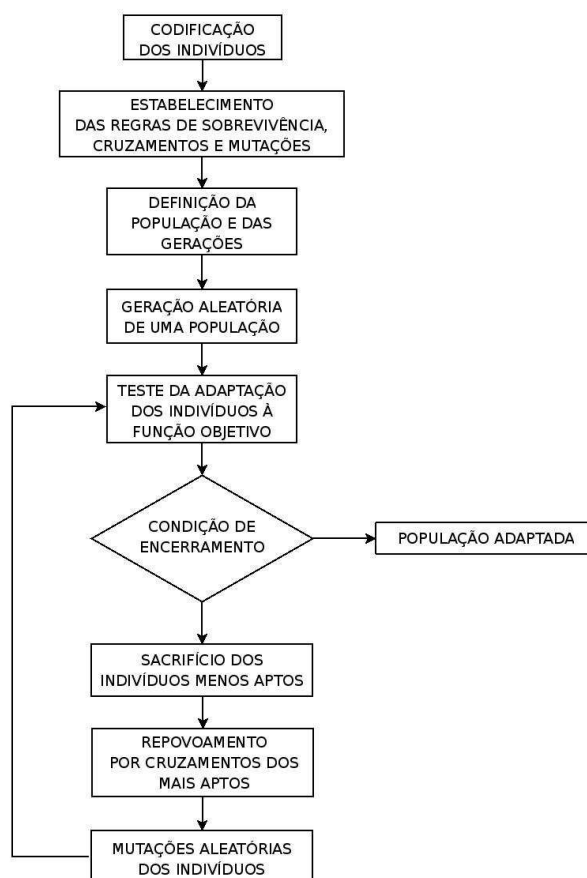 CODIFICAÇÃO
DOS INDIVÍDUOS
ESTABELECIMENTO
DAS REGRAS DE SOBREVIVÊNCIA,
CRUZAMENTOS E MUTAÇÕES
DEFINIÇÃO DA
POPULAÇÃO E DAS
GERAÇÕES
GERAÇÃO ALEATÓRIA
DE UMA POPULAÇÃO
TESTE DA ADAPTAÇÃO
DOS INDIVÍDUOS À
FUNÇÃO OBJETIVO
CONDIÇÃO DE
ENCERRAMENTO
POPULAÇÃO ADAPTADA
SACRIFÍCIO DOS
INDIVÍDUOS MENOS APTOS
REPOVOAMENTO
POR CRUZAMENTOS DOS
MAIS APTOS
MUTAÇÕES ALEATÓRIAS
DOS INDIVÍDUOS